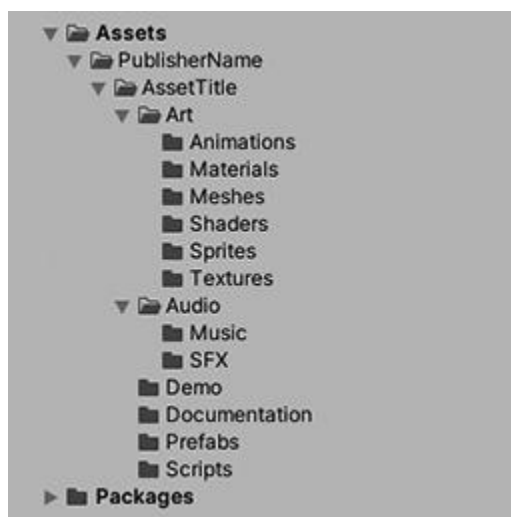 Assets
PublisherName
AssetTitle
Art
Animations
Materials
Meshes
Shaders
Sprites
Textures
Audio
Music
SFX
Demo
Documentation
Prefabs
Scripts
Packages